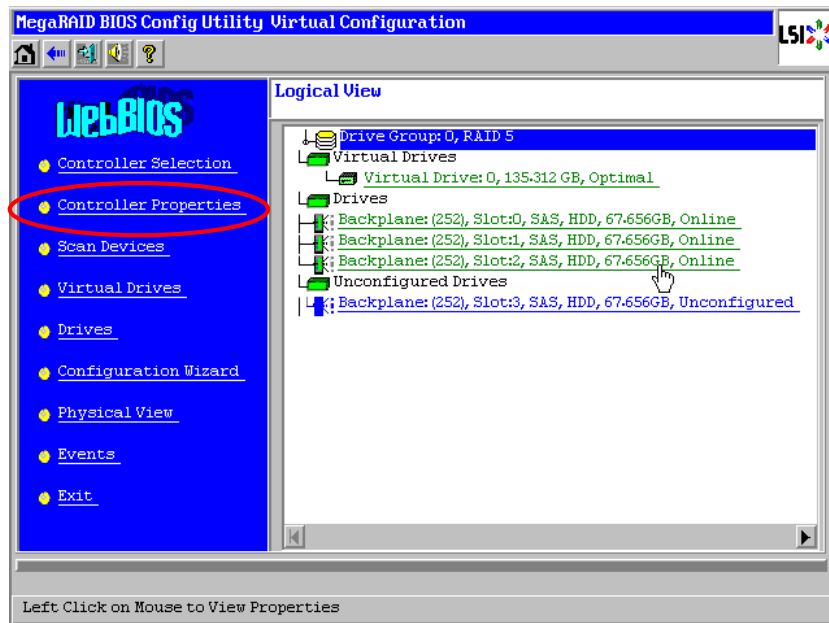 MegaRAID BIOS Config Utility Virtual Configuration
LSI
?
WebBIOS
Logical View
Controller Selection
Controller Properties
Scan Devices
Virtual Drives
Drives
Configuration Wizard
Physical View
Events
Exit
Drive Group: 0, RAID 5
Virtual Drives
Virtual Drive: 0, 135.312 GB, Optimal
Drives
Backplane: (252), Slot:0, SAS, HDD, 67.656GB, Online
Backplane: (252), Slot:1, SAS, HDD, 67.656GB, Online
Backplane: (252), Slot:2, SAS, HDD, 67.656GB, Online
Unconfigured Drives
Backplane: (252), Slot:3, SAS, HDD, 67.656GB, Unconfigured
Left Click on Mouse to View Properties